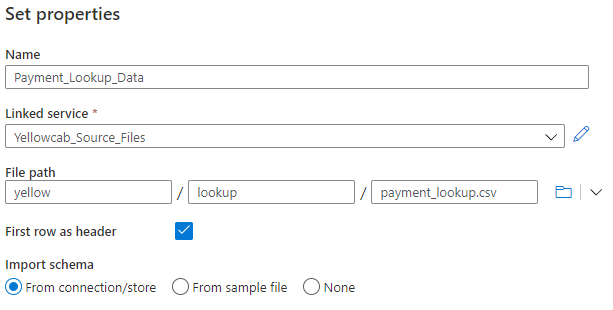 Set properties
Name
Payment_Lookup_Data
Linked service *
Yellowcab_Source_Files
File path
yellow / lookup / payment_lookup.csv
First row as header
Import schema
From connection/store From sample file None